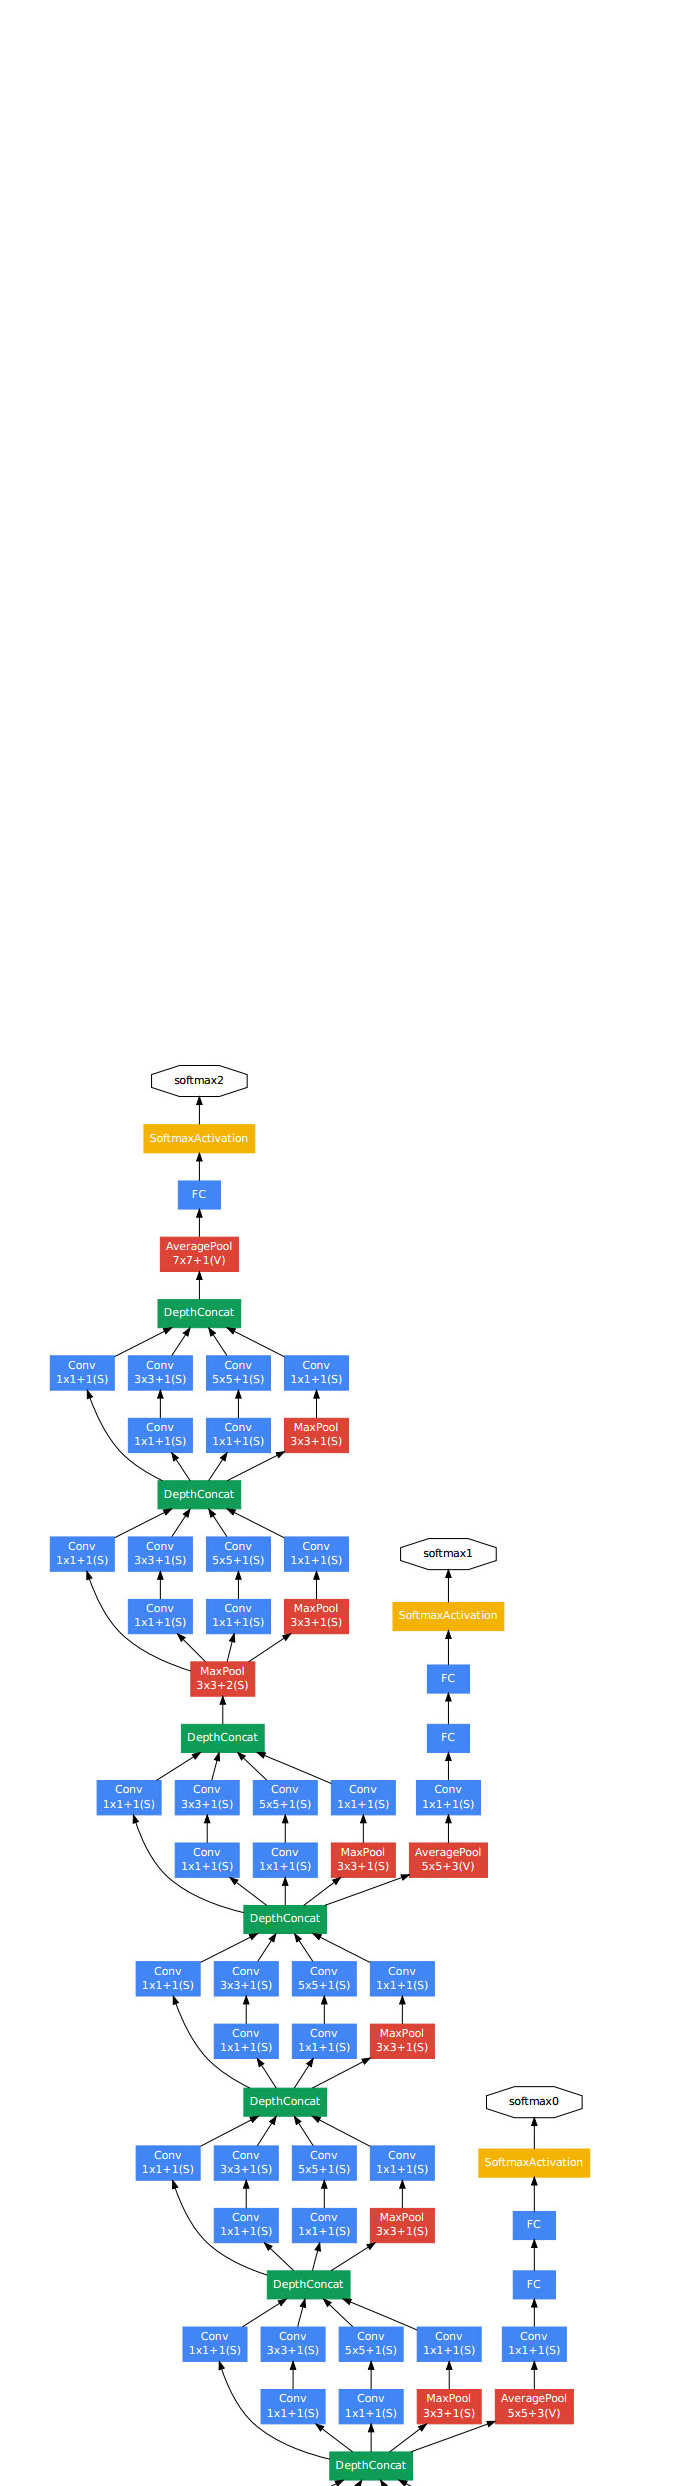 softmax2
SoftmaxActivation
FC
AveragePool
7x7+1(V)
DepthConcat
Conv Conv Conv Conv
1x1+1(S) 3x3+1(S) 5x5+1(S) 1x1+1(S)
Conv Conv MaxPool
1x1+1(S) 1x1+1(S) 3x3+1(S)
DepthConcat
Conv Conv Conv Conv softmax1
1x1+1(S) 3x3+1(S) 5x5+1(S) 1x1+1(S)
Conv Conv MaxPool SoftmaxActivation
1x1+1(S) 1x1+1(S) 3x3+1(S)
MaxPool FC
3x3+2(S)
DepthConcat FC
Conv Conv Conv Conv Conv
1x1+1(S) 3x3+1(S) 5x5+1(S) 1x1+1(S) 1x1+1(S)
Conv Conv MaxPool AveragePool
1x1+1(S) 1x1+1(S) 3x3+1(S) 5x5+3(V)
DepthConcat
Conv Conv Conv Conv
1x1+1(S) 3x3+1(S) 5x5+1(S) 1x1+1(S)
Conv Conv MaxPool
1x1+1(S) 1x1+1(S) 3x3+1(S)
DepthConcat softmax0
Conv Conv Conv Conv SoftmaxActivation
1x1+1(S) 3x3+1(S) 5x5+1(S) 1x1+1(S)
Conv Conv MaxPool FC
1x1+1(S) 1x1+1(S) 3x3+1(S)
DepthConcat FC
Conv Conv Conv Conv Conv
1x1+1(S) 3x3+1(S) 5x5+1(S) 1x1+1(S) 1x1+1(S)
Conv Conv MaxPool AveragePool
1x1+1(S) 1x1+1(S) 3x3+1(S) 5x5+3(V)
DepthConcat